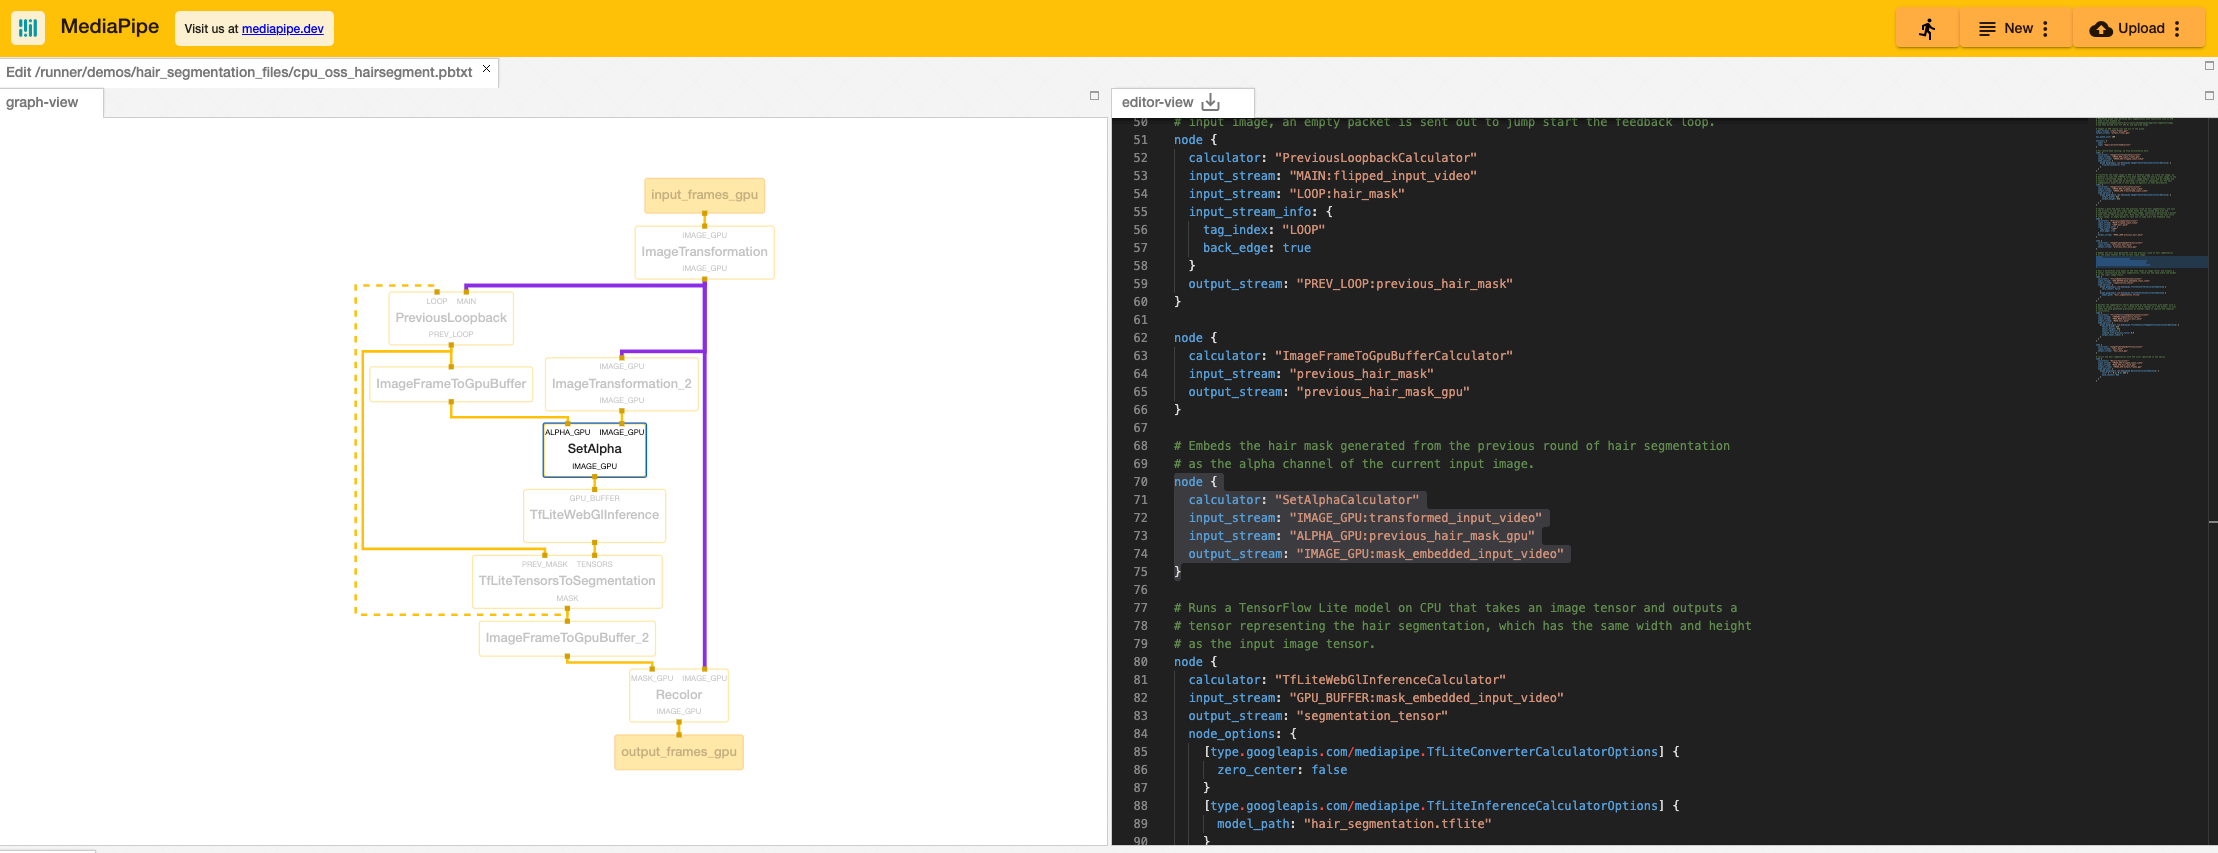 MediaPipe
Visit us at mediapipe.dev
New
Upload
Edit /runner/demos/hair_segmentation_files/cpu_oss_hairsegment.pbtxt
graph-view
input_frames_gpu
IMAGE_GPU
ImageTransformation
IMAGE_GPU
LOOP MAIN
PreviousLoopback
PREV_LOOP
ImageFrameToGpuBuffer
IMAGE_GPU
ImageTransformation_2
IMAGE_GPU
ALPHA_GPU IMAGE_GPU
SetAlpha
IMAGE_GPU
GPU_BUFFER
TfLiteWebGlInference
PREV_MASK TENSORS
TfLiteTensorsToSegmentation
MASK
ImageFrameToGpuBuffer_2
MASK_GPU IMAGE_GPU
Recolor
IMAGE_GPU
output_frames_gpu
editor-view
50 # input image, an empty packet is sent out to jump start the feedback loop.
51 node {
52 calculator: "PreviousLoopbackCalculator"
53 input_stream: "MAIN:flipped_input_video"
54 input_stream: "LOOP:hair_mask"
55 input_stream_info: {
56 tag_index: "LOOP"
57 back_edge: true
58 }
59 output_stream: "PREV_LOOP:previous_hair_mask"
60 }
61
62 node {
63 calculator: "ImageFrameToGpuBufferCalculator"
64 input_stream: "previous_hair_mask"
65 output_stream: "previous_hair_mask_gpu"
66 }
67
68 # Embeds the hair mask generated from the previous round of hair segmentation
69 # as the alpha channel of the current input image.
70 node {
71 calculator: "SetAlphaCalculator"
72 input_stream: "IMAGE_GPU:transformed_input_video"
73 input_stream: "ALPHA_GPU:previous_hair_mask_gpu"
74 output_stream: "IMAGE_GPU:mask_embedded_input_video"
75 }
76
77 # Runs a TensorFlow Lite model on CPU that takes an image tensor and outputs a
78 # tensor representing the hair segmentation, which has the same width and height
79 # as the input image tensor.
80 node {
81 calculator: "TfLiteWebGlInferenceCalculator"
82 input_stream: "GPU_BUFFER:mask_embedded_input_video"
83 output_stream: "segmentation_tensor"
84 node_options: {
85 [type.googleapis.com/mediapipe.TfLiteConverterCalculatorOptions] {
86 zero_center: false
87 }
88 [type.googleapis.com/mediapipe.TfLiteInferenceCalculatorOptions] {
89 model_path: "hair_segmentation.tflite"
90 }